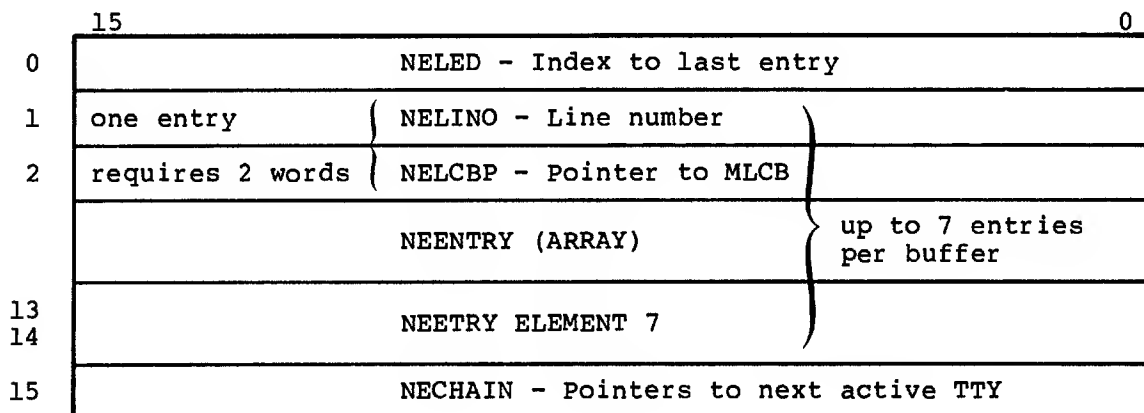 15 0
0 NELED - Index to last entry
1 one entry NELINO - Line number
2 requires 2 words NELCBP - Pointer to MLCB
NEENTRY (ARRAY) up to 7 entries
per buffer
13
14 NEETRY ELEMENT 7
15 NECHAIN - Pointers to next active TTY